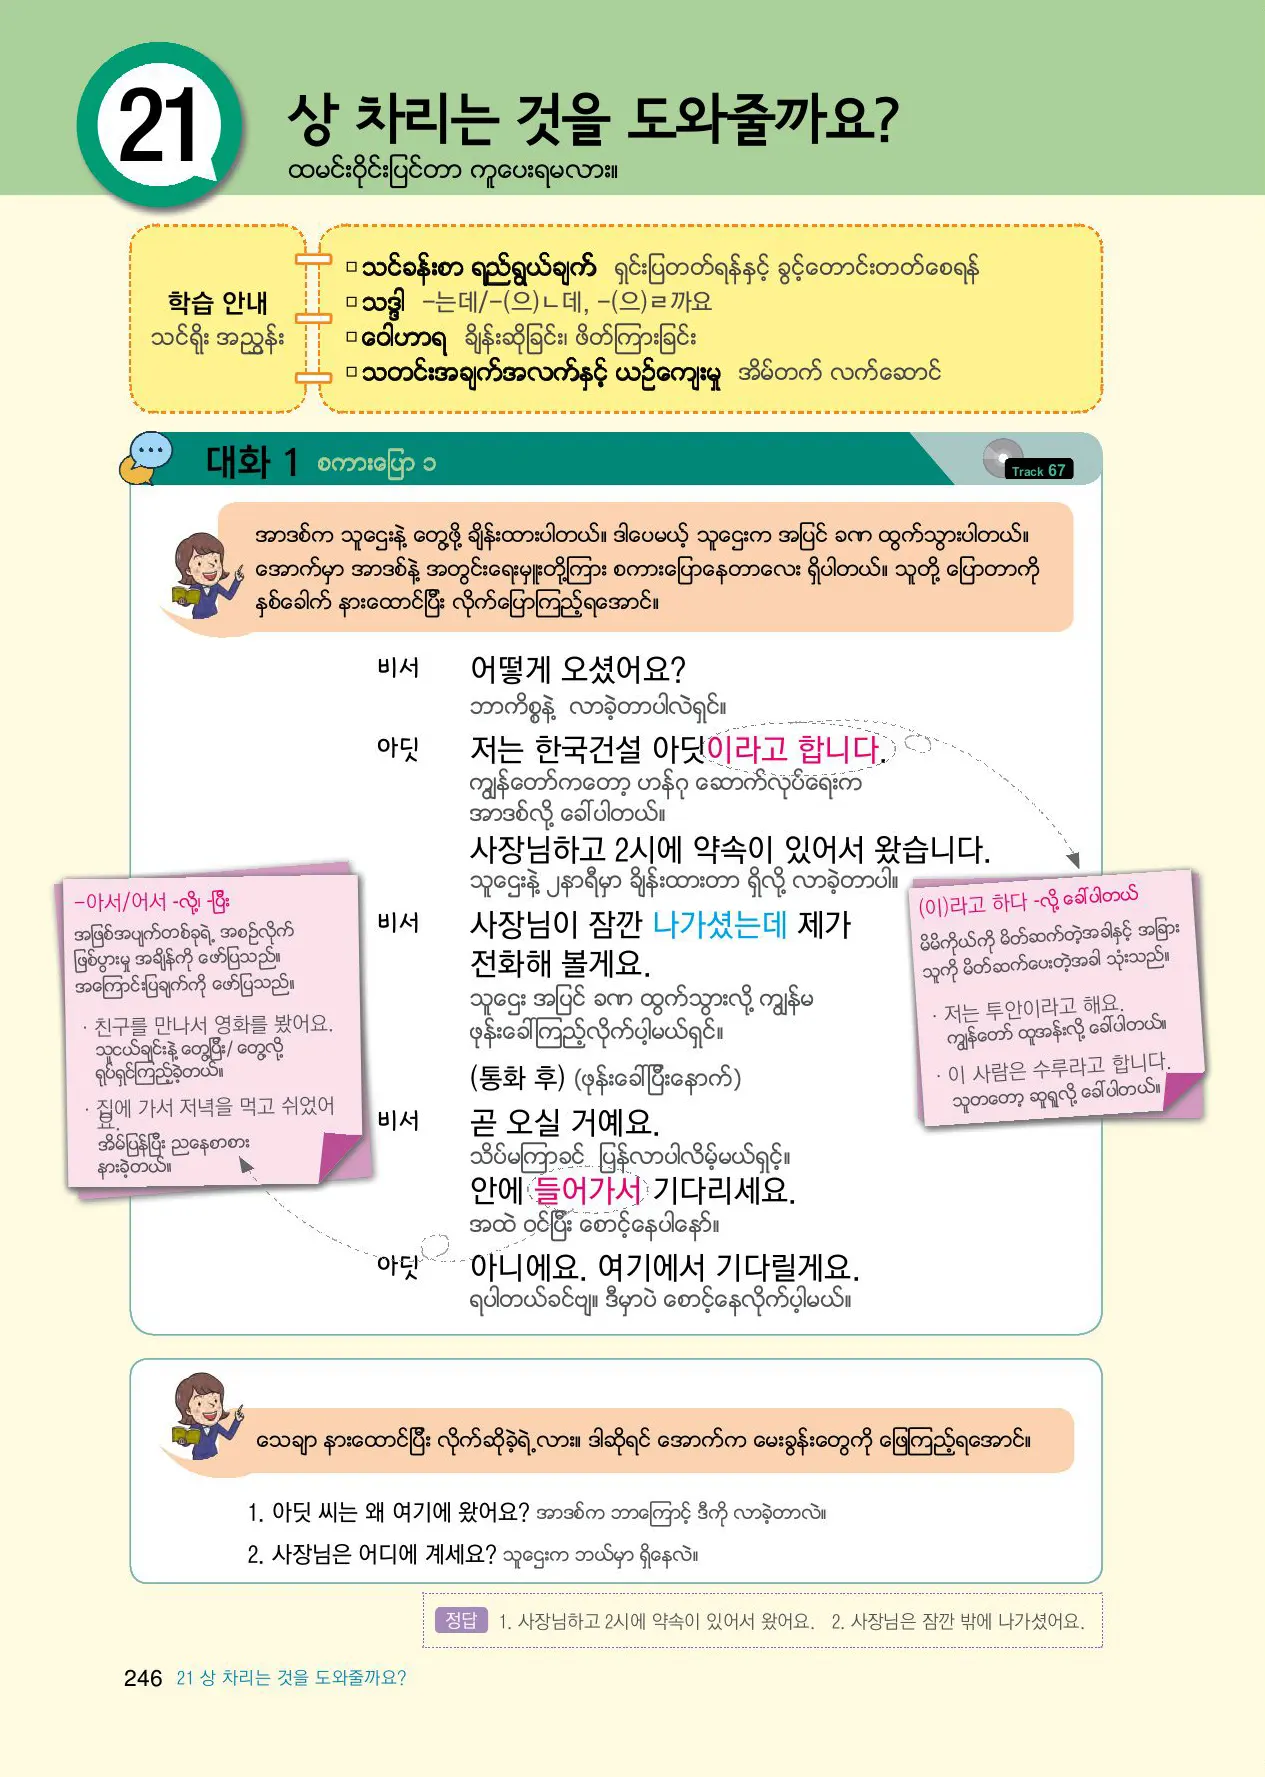 21
상 차리는 것을 도와줄까요?
ထမင်းဝိုင်းပြင်တာ ကူပေးရမလား။
学習 안내
သင်ရိုး အညွှန်း
□ သင်ခန်းစာ ရည်ရွယ်ချက် ရှင်းပြတတ်ရန်နှင့် ခွင့်တောင်းတတ်စေရန်
□ သဒ္ဒါ -는데/-(으)ㄴ데, -(으)ㄹ까요
□ ဝေါဟာရ ချိန်းဆိုခြင်း၊ ဖိတ်ကြားခြင်း
□ သတင်းအချက်အလက်နှင့် ယဉ်ကျေးမှု အိမ်တက် လက်ဆောင်
대화 1 စကားပြော ၁
Track 67
အာဒစ်က သူဌေးနဲ့ တွေ့ဖို့ ချိန်းထားပါတယ်။ ဒါပေမယ့် သူဌေးက အပြင် ခဏ ထွက်သွားပါတယ်။
အောက်မှာ အာဒစ်နဲ့ အတွင်းရေးမှူးတို့ကြား စကားပြောနေတာလေး ရှိပါတယ်။ သူတို့ ပြောတာကို
နှစ်ခေါက် နားထောင်ပြီး လိုက်ပြောကြည့်ရအောင်။
비서 어떻게 오셨어요?
ဘာကိစ္စနဲ့ လာခဲ့တာပါလဲရှင်။
아딧 저는 한국건설 아딧이라고 합니다.
ကျွန်တော်ကတော့ ဟန်ဂု ဆောက်လုပ်ရေးက
အာဒစ်လို့ ခေါ်ပါတယ်။
사장님하고 2시에 약속이 있어서 왔습니다.
သူဌေးနဲ့ ၂နာရီမှာ ချိန်းထားတာ ရှိလို့ လာခဲ့တာပါ။
비서 사장님이 잠깐 나가셨는데 제가
전화해 볼게요.
သူဌေး အပြင် ခဏ ထွက်သွားလို့ ကျွန်မ
ဖုန်းခေါ်ကြည့်လိုက်ပါ့မယ်ရှင်။
(통화 후) (ဖုန်းခေါ်ပြီးနောက်)
비서 곧 오실 거예요.
သိပ်မကြာခင် ပြန်လာပါလိမ့်မယ်ရှင့်။
안에 들어가서 기다리세요.
အထဲ ဝင်ပြီး စောင့်နေပါနော်။
아딧 아니에요. 여기에서 기다릴게요.
ရပါတယ်ခင်ဗျ။ ဒီမှာပဲ စောင့်နေလိုက်ပါ့မယ်။
-아서/어서 -လို့၊ -ပြီး
အဖြစ်အပျက်တစ်ခုရဲ့ အစဉ်လိုက်
ဖြစ်ပွားမှု အချိန်ကို ဖော်ပြသည်။
အကြောင်းပြချက်ကို ဖော်ပြသည်။
· 친구를 만나서 영화를 봤어요.
သူငယ်ချင်းနဲ့ တွေ့ပြီး/ တွေ့လို့
ရုပ်ရှင်ကြည့်ခဲ့တယ်။
· 집에 가서 저녁을 먹고 쉬었어
요.
အိမ်ပြန်ပြီး ညနေစာစား
နားခဲ့တယ်။
(이)라고 하다 -လို့ ခေါ်ပါတယ်
မိမိကိုယ်ကို မိတ်ဆက်တဲ့အခါနှင့် အခြား
သူကို မိတ်ဆက်ပေးတဲ့အခါ သုံးသည်။
· 저는 투안이라고 해요.
ကျွန်တော် ထူအန်းလို့ ခေါ်ပါတယ်။
· 이 사람은 수루라고 합니다.
သူတတော့ ဆူရူလို့ ခေါ်ပါတယ်။
သေချာ နားထောင်ပြီး လိုက်ဆိုခဲ့ရဲ့လား။ ဒါဆိုရင် အောက်က မေးခွန်းတွေကို ဖြေကြည့်ရအောင်။
1. 아딧 씨는 왜 여기에 왔어요? အာဒစ်က ဘာကြောင့် ဒီကို လာခဲ့တာလဲ။
2. 사장님은 어디에 계세요? သူဌေးက ဘယ်မှာ ရှိနေလဲ။
정답 1. 사장님하고 2시에 약속이 있어서 왔어요. 2. 사장님은 잠깐 밖에 나가셨어요.
246 21 상 차리는 것을 도와줄까요?